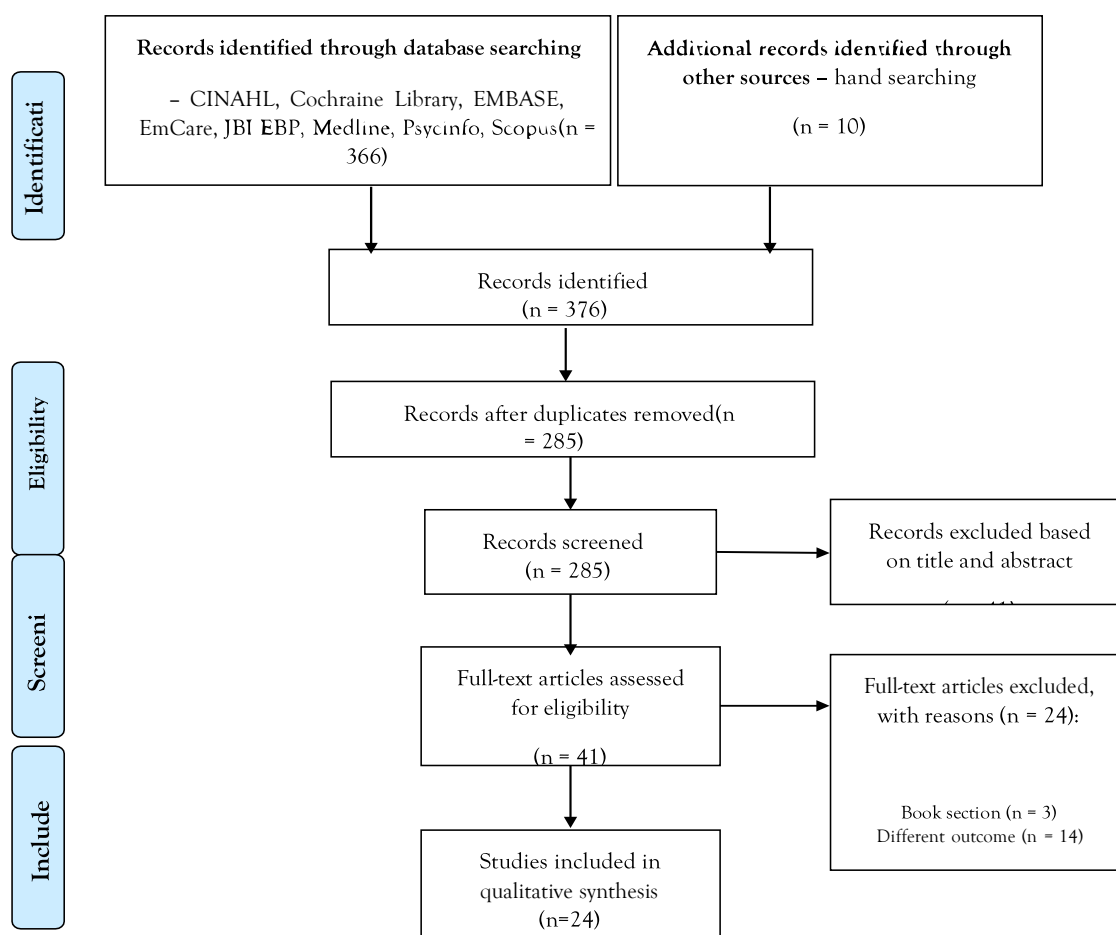 Records identified through database searching
– CINAHL, Cochraine Library, EMBASE,
EmCare, JBI EBP, Medline, Psycinfo, Scopus(n =
366)
Additional records identified through
other sources – hand searching
(n = 10)
Identificati
Records identified
(n = 376)
Records after duplicates removed(n
= 285)
Eligibility
Records screened
(n = 285)
Records excluded based
on title and abstract
Screeni
Full-text articles assessed
for eligibility
(n = 41)
Full-text articles excluded,
with reasons (n = 24):
Book section (n = 3)
Different outcome (n = 14)
Include
Studies included in
qualitative synthesis
(n=24)